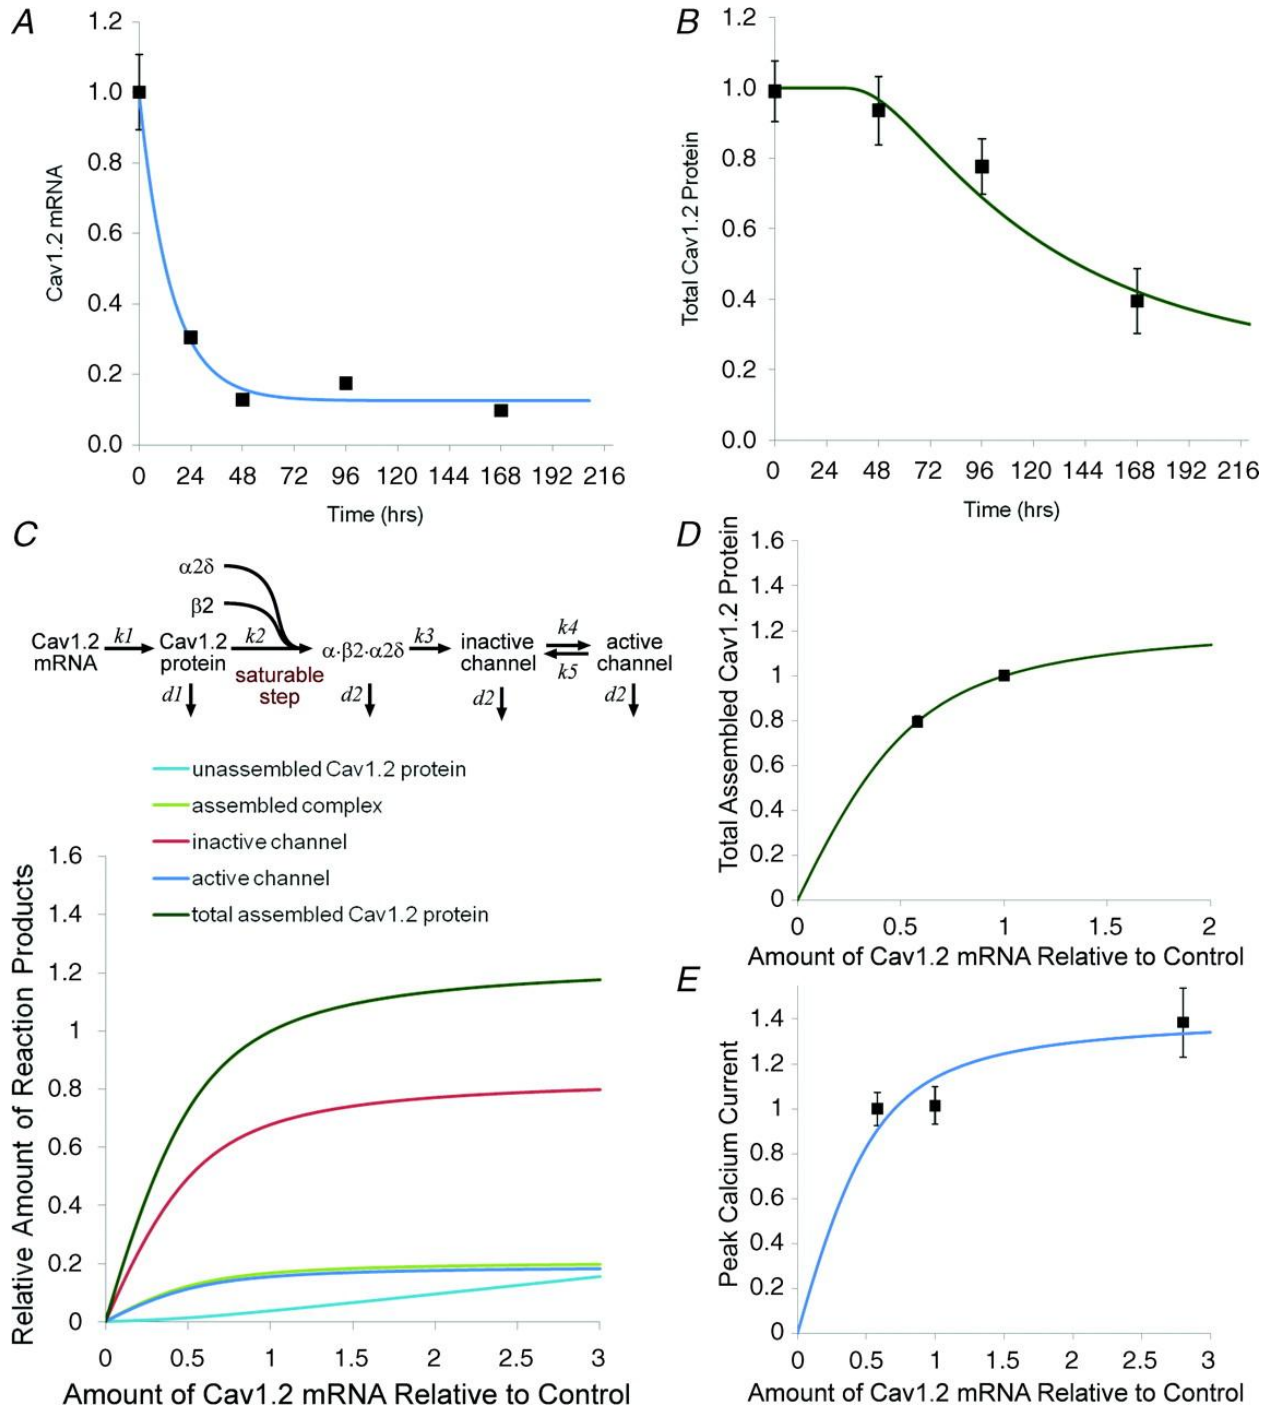 A
1.2
1.0
0.8
0.6
0.4
0.2
0.0
Cav1.2 mRNA
0 24 48 72 96 120 144 168 192 216
Time (hrs)
B
1.2
1.0
0.8
0.6
0.4
0.2
0.0
Total Cav1.2 Protein
0 24 48 72 96 120 144 168 192 216
Time (hrs)
C
α2δ
β2
Cav1.2 mRNA
k1
Cav1.2 protein
k2
saturable step
α·β2·α2δ
k3
inactive channel
k4
k5
active channel
d1
d2
d2
d2
unassembled Cav1.2 protein
assembled complex
inactive channel
active channel
total assembled Cav1.2 protein
1.6
1.4
1.2
1
0.8
0.6
0.4
0.2
0
Relative Amount of Reaction Products
0 0.5 1 1.5 2 2.5 3
Amount of Cav1.2 mRNA Relative to Control
D
1.6
1.4
1.2
1
0.8
0.6
0.4
0.2
0
Total Assembled Cav1.2 Protein
0 0.5 1 1.5 2
Amount of Cav1.2 mRNA Relative to Control
E
1.4
1.2
1
0.8
0.6
0.4
0.2
0
Peak Calcium Current
0 0.5 1 1.5 2 2.5 3
Amount of Cav1.2 mRNA Relative to Control